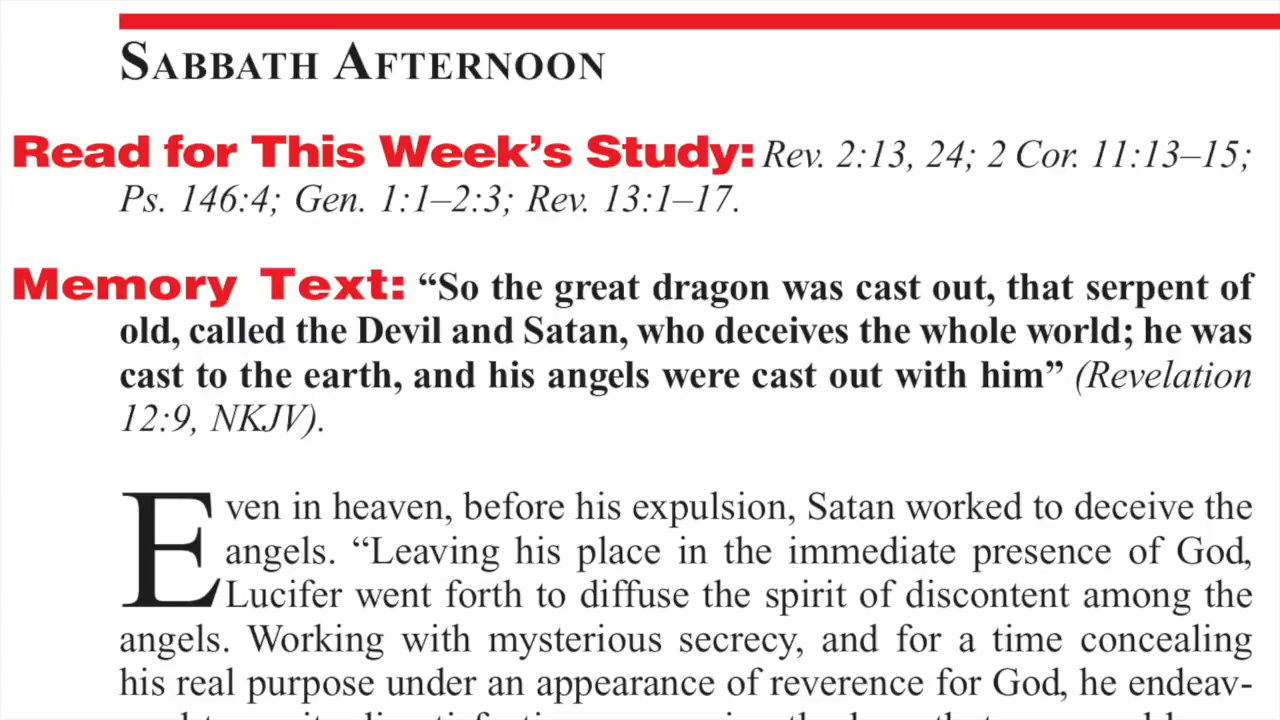 SABBATH AFTERNOON
Read for This Week's Study: Rev. 2:13, 24; 2 Cor. 11:13–15;
Ps. 146:4; Gen. 1:1–2:3; Rev. 13:1–17.
Memory Text: “So the great dragon was cast out, that serpent of
old, called the Devil and Satan, who deceives the whole world; he was
cast to the earth, and his angels were cast out with him” (Revelation
12:9, NKJV).
Even in heaven, before his expulsion, Satan worked to deceive the
angels. “Leaving his place in the immediate presence of God,
Lucifer went forth to diffuse the spirit of discontent among the
angels. Working with mysterious secrecy, and for a time concealing
his real purpose under an appearance of reverence for God, he endeav-